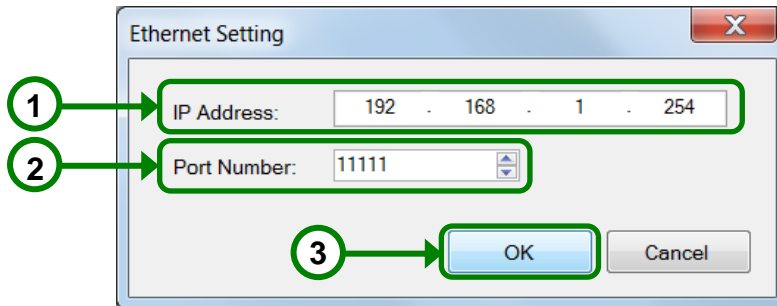 Ethernet Setting
X
1
IP Address: 192 . 168 . 1 . 254
2
Port Number: 11111
3
OK Cancel